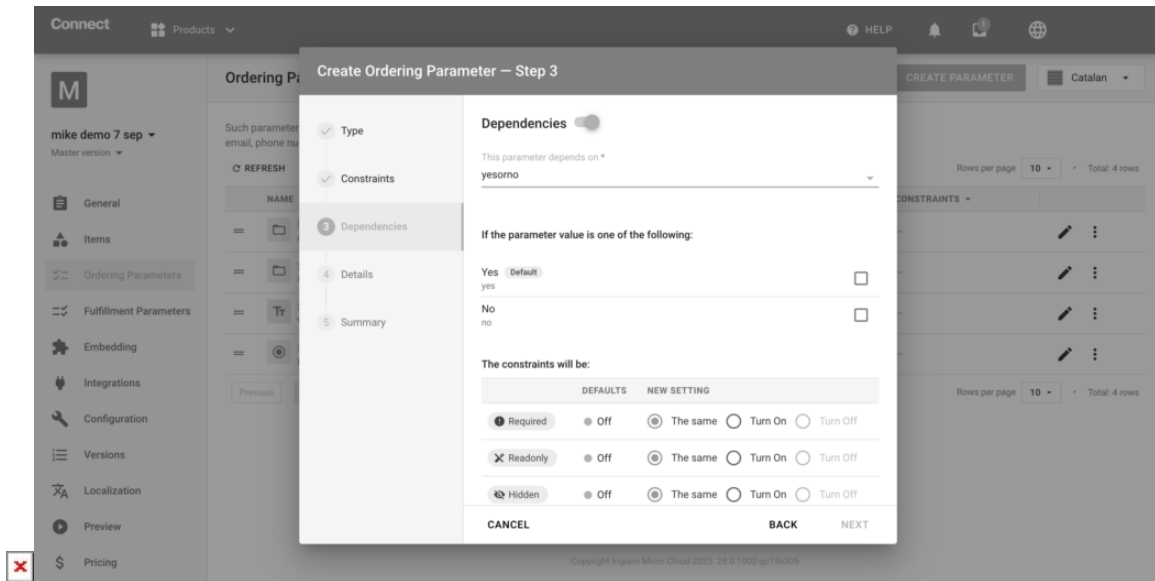 Connect
Products
HELP
1
M
mike demo 7 sep
Master version
General
Items
Ordering Parameters
Fulfillment Parameters
Embedding
Integrations
Configuration
Versions
Localization
Preview
Pricing
Ordering Pa
CREATE PARAMETER
Catalan
Such parameter
email, phone nu
REFRESH
Rows per page 10 Total: 4 rows
NAME
CONSTRAINTS
Previous
Rows per page 10 Total: 4 rows
Create Ordering Parameter — Step 3
Type
Constraints
3 Dependencies
4 Details
5 Summary
Dependencies
This parameter depends on *
yesorno
If the parameter value is one of the following:
Yes Default
yes
No
no
The constraints will be:
DEFAULTS NEW SETTING
Required Off The same Turn On Turn Off
Readonly Off The same Turn On Turn Off
Hidden Off The same Turn On Turn Off
CANCEL BACK NEXT
Copyright Ingram Micro Cloud 2023.